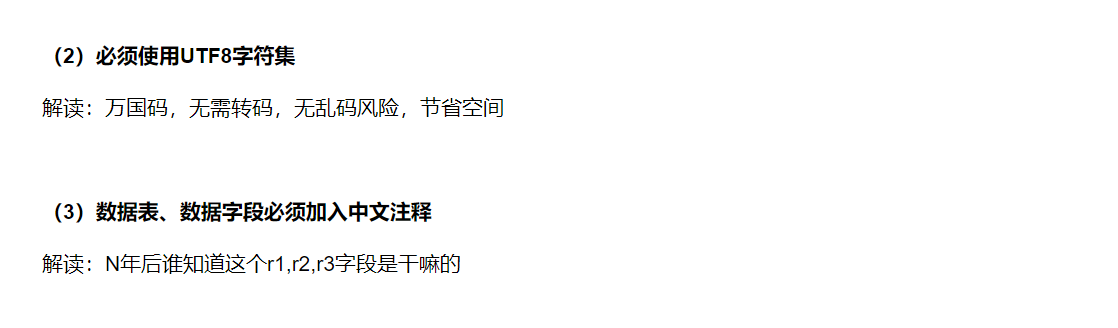 （2）必须使用UTF8字符集
解读：万国码，无需转码，无乱码风险，节省空间
（3）数据表、数据字段必须加入中文注释
解读：N年后谁知道这个r1,r2,r3字段是干嘛的